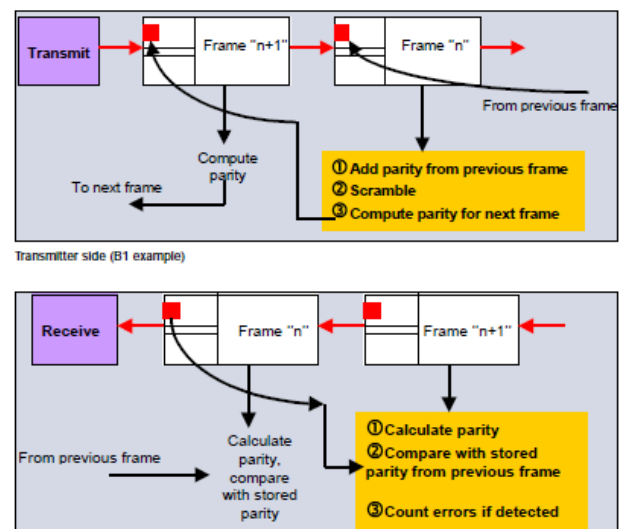 Transmit
Frame "n+1"
Frame "n"
From previous frame
Compute
parity
To next frame
① Add parity from previous frame
② Scramble
③ Compute parity for next frame
Transmitter side (B1 example)
Receive
Frame "n"
Frame "n+1"
From previous frame
Calculate
parity,
compare
with stored
parity
① Calculate parity
② Compare with stored
parity from previous frame
③ Count errors if detected